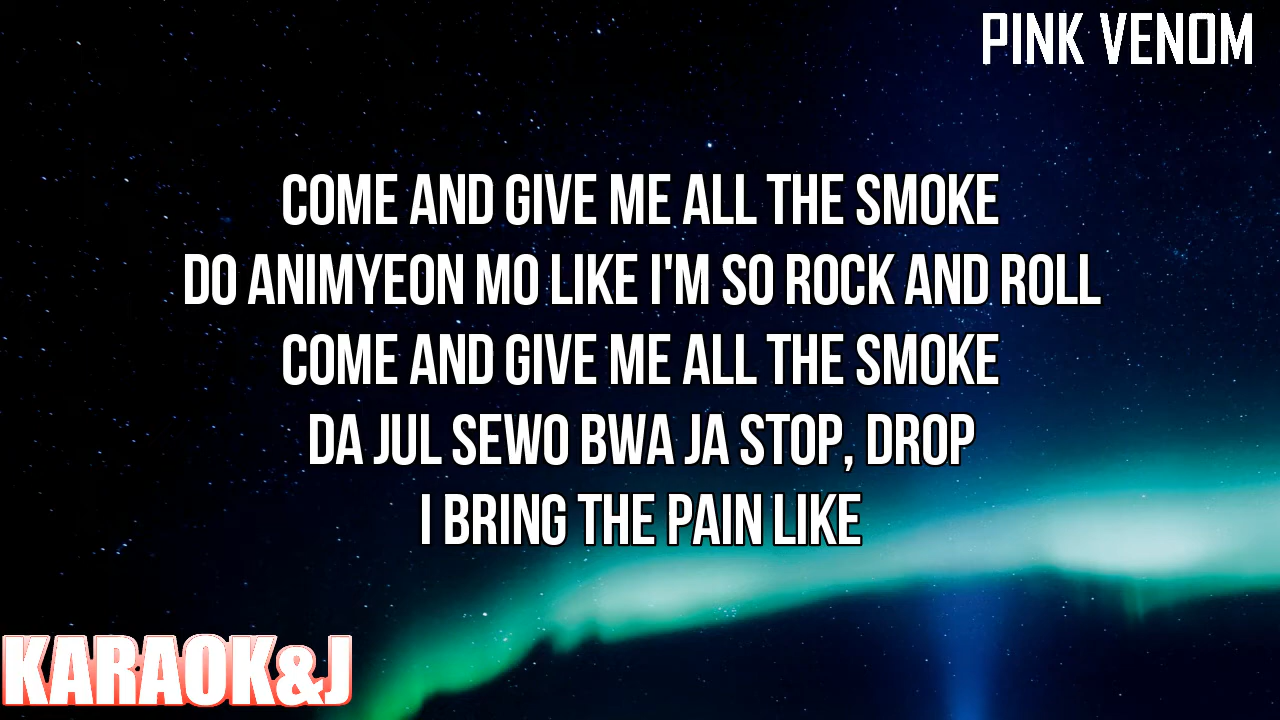 PINK VENOM
COME AND GIVE ME ALL THE SMOKE
DO ANIMYEON MO LIKE I'M SO ROCK AND ROLL
COME AND GIVE ME ALL THE SMOKE
DA JUL SEWO BWA JA STOP, DROP
I BRING THE PAIN LIKE
KARAOK&J